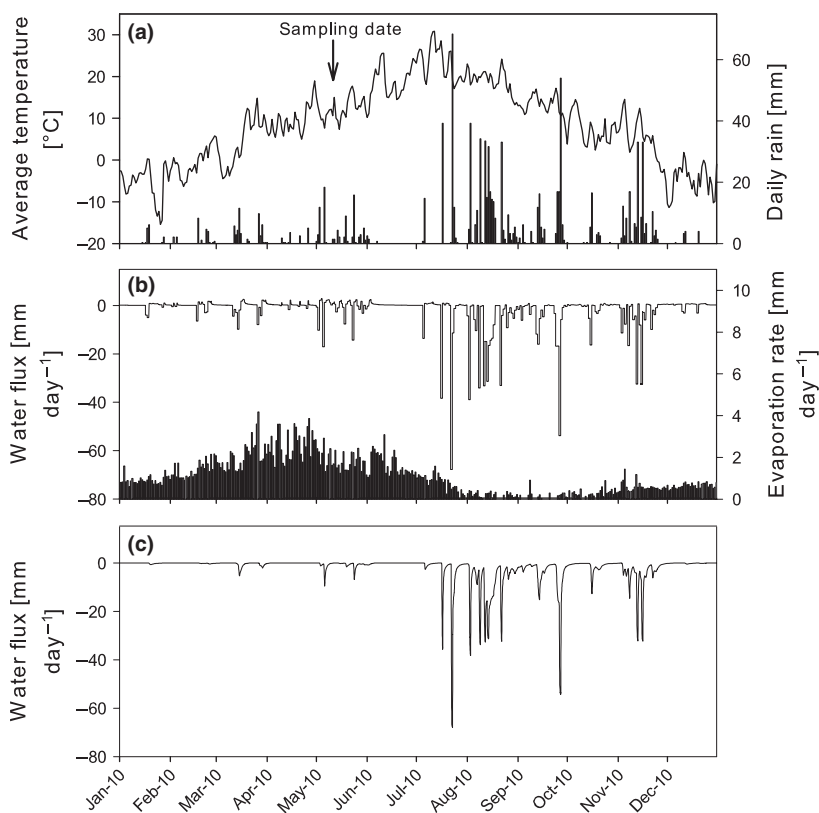 (a)
Sampling date
30
20
10
0
−10
−20
Average temperature
[°C]
60
40
20
0
Daily rain [mm]
(b)
0
−20
−40
−60
−80
Water flux [mm
day−1]
10
8
6
4
2
0
Evaporation rate [mm
day−1]
(c)
0
−20
−40
−60
−80
Water flux [mm
day−1]
Jan-10
Feb-10
Mar-10
Apr-10
May-10
Jun-10
Jul-10
Aug-10
Sep-10
Oct-10
Nov-10
Dec-10